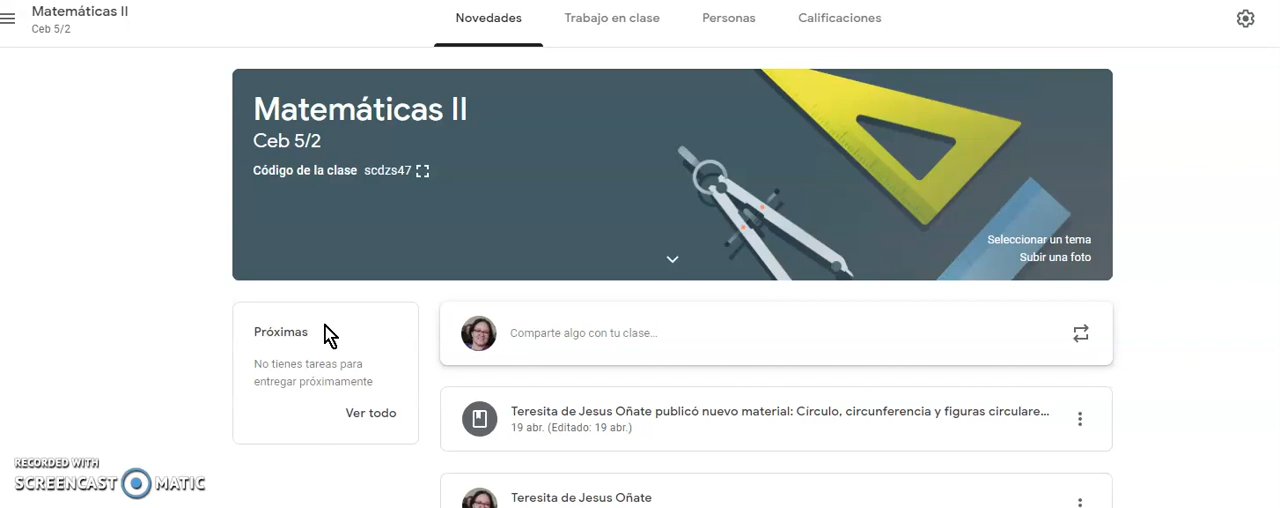 Matemáticas II
Ceb 5/2
Novedades
Trabajo en clase
Personas
Calificaciones
Matemáticas II
Ceb 5/2
Código de la clase scdzs47
Seleccionar un tema
Subir una foto
Próximas
No tienes tareas para
entregar próximamente
Ver todo
Comparte algo con tu clase...
Teresita de Jesus Oñate publicó nuevo material: Círculo, circunferencia y figuras circulare...
19 abr. (Editado: 19 abr.)
Teresita de Jesus Oñate
RECORDED WITH
SCREENCAST MATIC